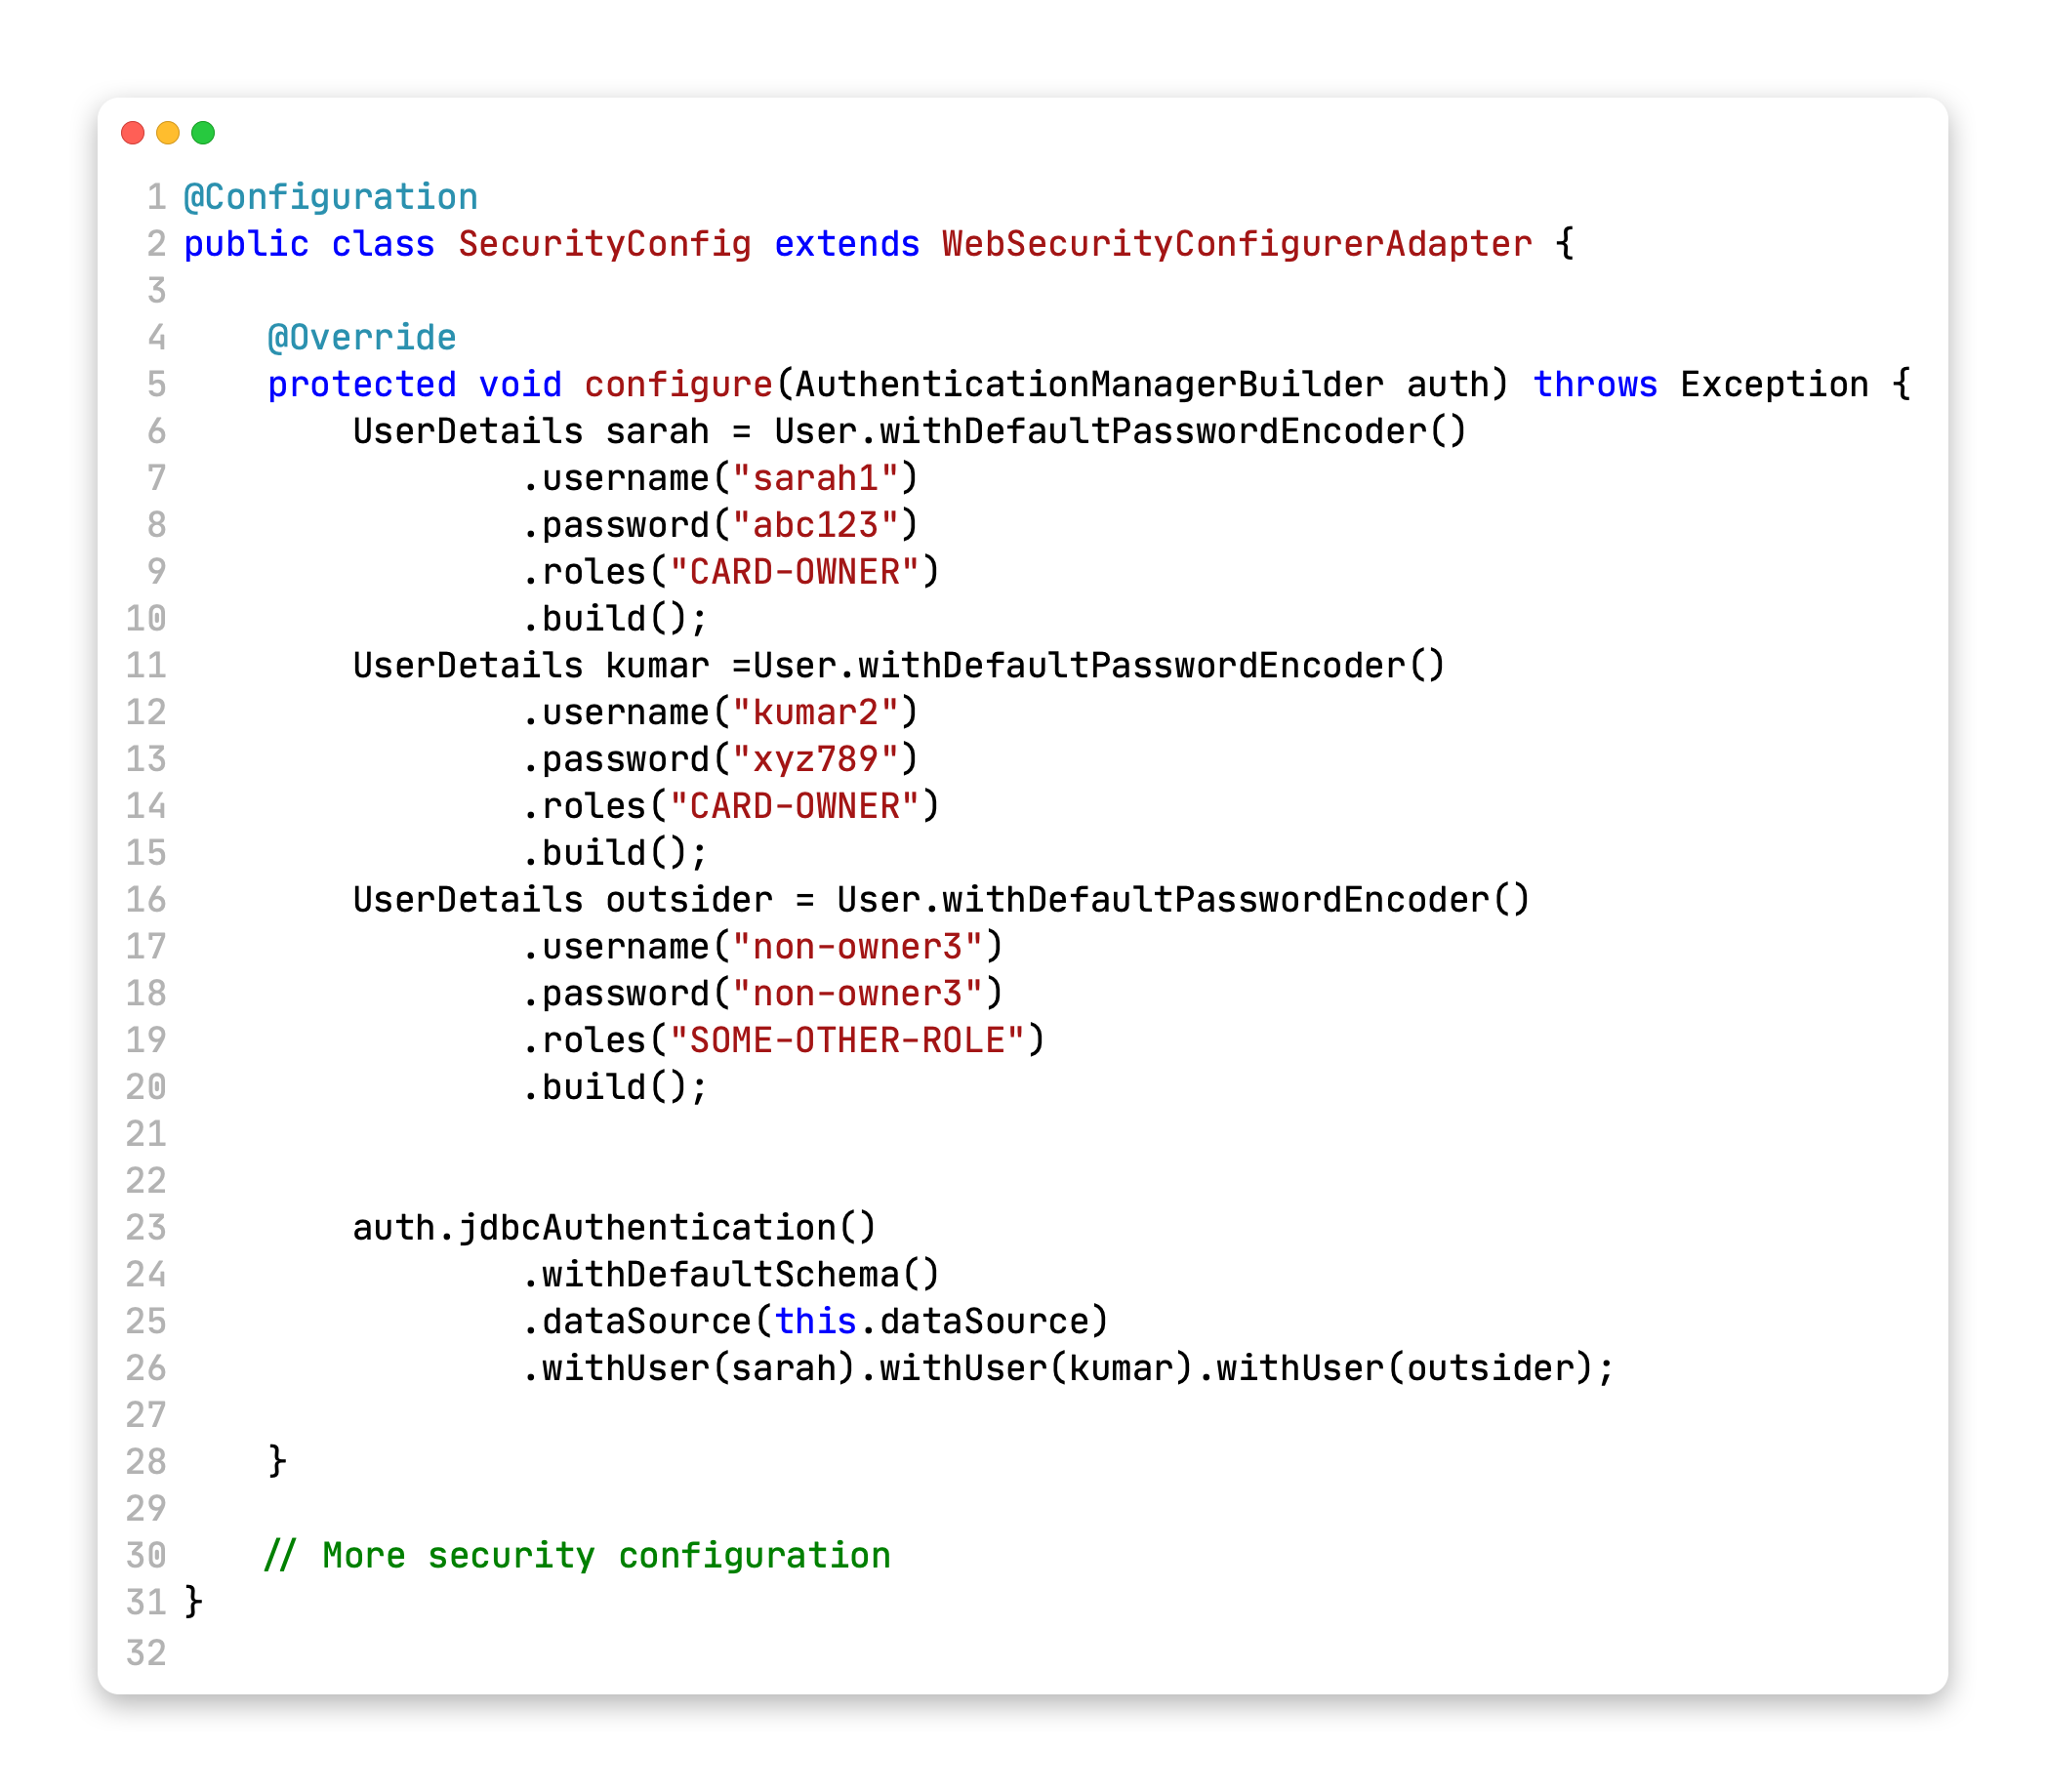 1 @Configuration
2 public class SecurityConfig extends WebSecurityConfigurerAdapter {
3
4     @Override
5     protected void configure(AuthenticationManagerBuilder auth) throws Exception {
6         UserDetails sarah = User.withDefaultPasswordEncoder()
7                 .username("sarah1")
8                 .password("abc123")
9                 .roles("CARD-OWNER")
10                 .build();
11         UserDetails kumar =User.withDefaultPasswordEncoder()
12                 .username("kumar2")
13                 .password("xyz789")
14                 .roles("CARD-OWNER")
15                 .build();
16         UserDetails outsider = User.withDefaultPasswordEncoder()
17                 .username("non-owner3")
18                 .password("non-owner3")
19                 .roles("SOME-OTHER-ROLE")
20                 .build();
21
22
23         auth.jdbcAuthentication()
24                 .withDefaultSchema()
25                 .dataSource(this.dataSource)
26                 .withUser(sarah).withUser(kumar).withUser(outsider);
27
28     }
29
30     // More security configuration
31 }
32